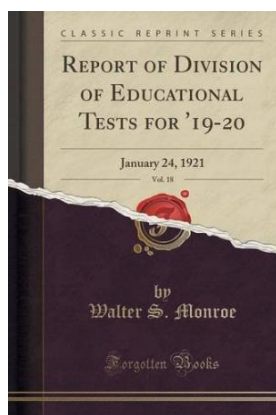 CLASSIC REPRINT SERIES
REPORT OF DIVISION
OF EDUCATIONAL
TESTS FOR '19-20
January 24, 1921
Vol. 18
by
Walter S. Monroe
Forgotten Books